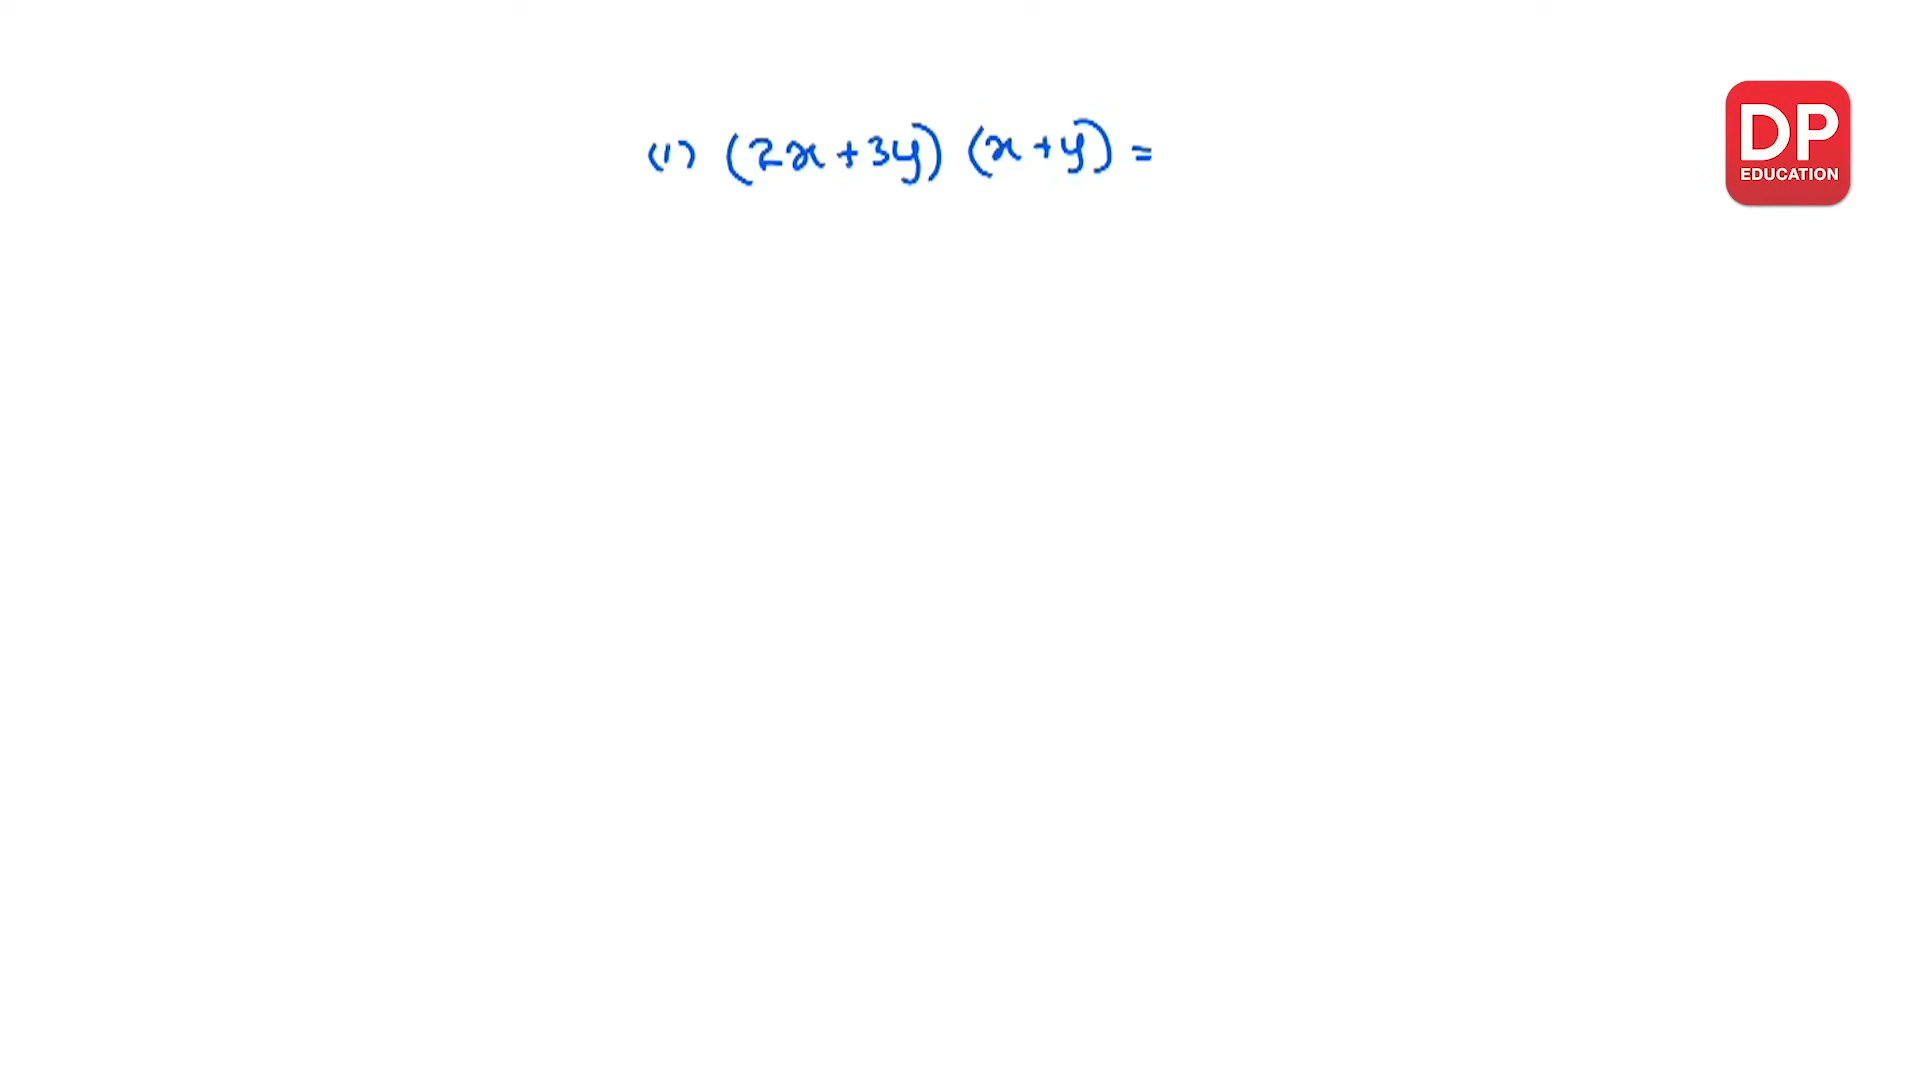 (1) (2x+3y) (x+y) =
DP
EDUCATION